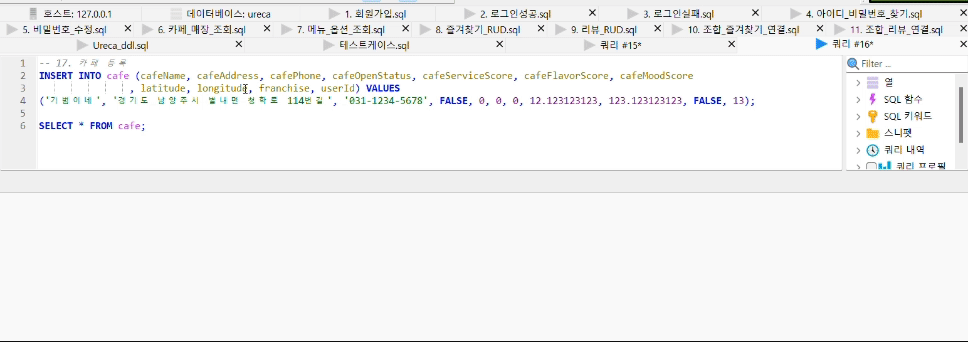 호스트: 127.0.0.1 데이터베이스: ureca 1. 회원가입.sql 2. 로그인성공.sql 3. 로그인실패.sql 4. 아이디_비밀번호_찾기.sql
5. 비밀번호_수정.sql 6. 카페_매장_조회.sql 7. 메뉴_옵션_조회.sql 8. 즐겨찾기_RUD.sql 9. 리뷰_RUD.sql 10. 조합_즐겨찾기_연결.sql 11. 조합_리뷰_연결.sql
Ureca_ddl.sql 테스트케이스.sql 쿼리 #15* 쿼리 #16*
1 -- 17. 카페 등록
2 INSERT INTO cafe (cafeName, cafeAddress, cafePhone, cafeOpenStatus, cafeServiceScore, cafeFlavorScore, cafeMoodScore
3 , latitude, longitude, franchise, userId) VALUES
4 ('기범이네', '경기도 남양주시 별내면 청학로 114번길', '031-1234-5678', FALSE, 0, 0, 0, 12.123123123, 123.123123123, FALSE, 13);
5
6 SELECT * FROM cafe;
Filter ...
열
SQL 함수
SQL 키워드
스니펫
쿼리 내역
쿼리 프로필